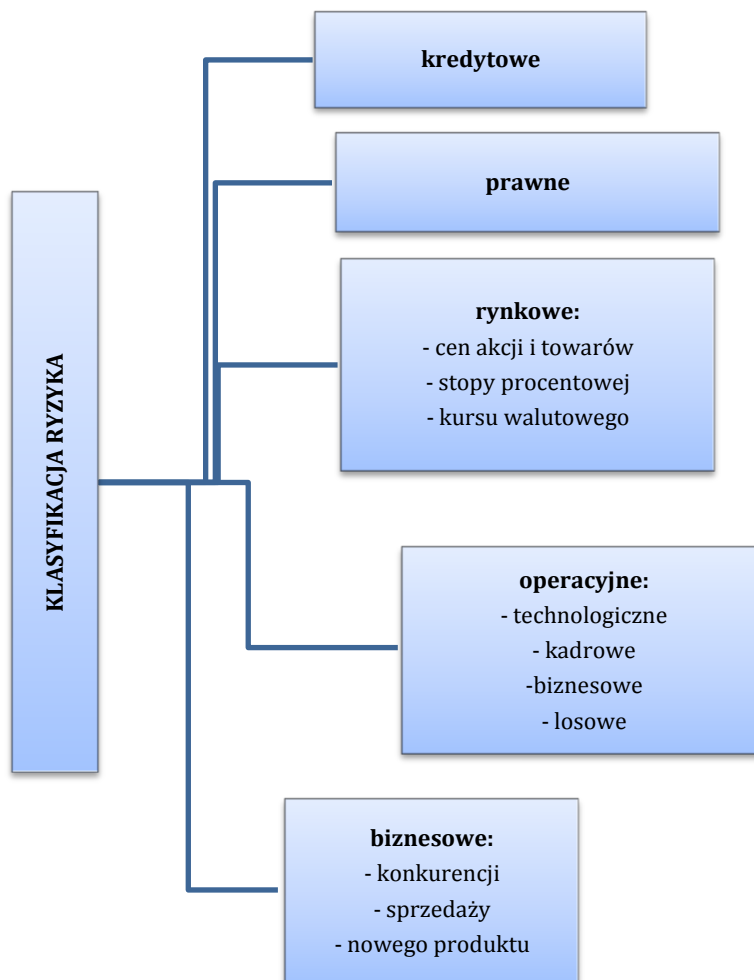 KLASYFIKACJA RYZYKA
kredytowe
prawne
rynkowe:
- cen akcji i towarów
- stopy procentowej
- kursu walutowego
operacyjne:
- technologiczne
- kadrowe
-biznesowe
- losowe
biznesowe:
- konkurencji
- sprzedaży
- nowego produktu